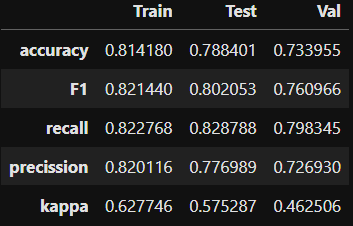 Train Test Val
accuracy 0.814180 0.788401 0.733955
F1 0.821440 0.802053 0.760966
recall 0.822768 0.828788 0.798345
precission 0.820116 0.776989 0.726930
kappa 0.627746 0.575287 0.462506